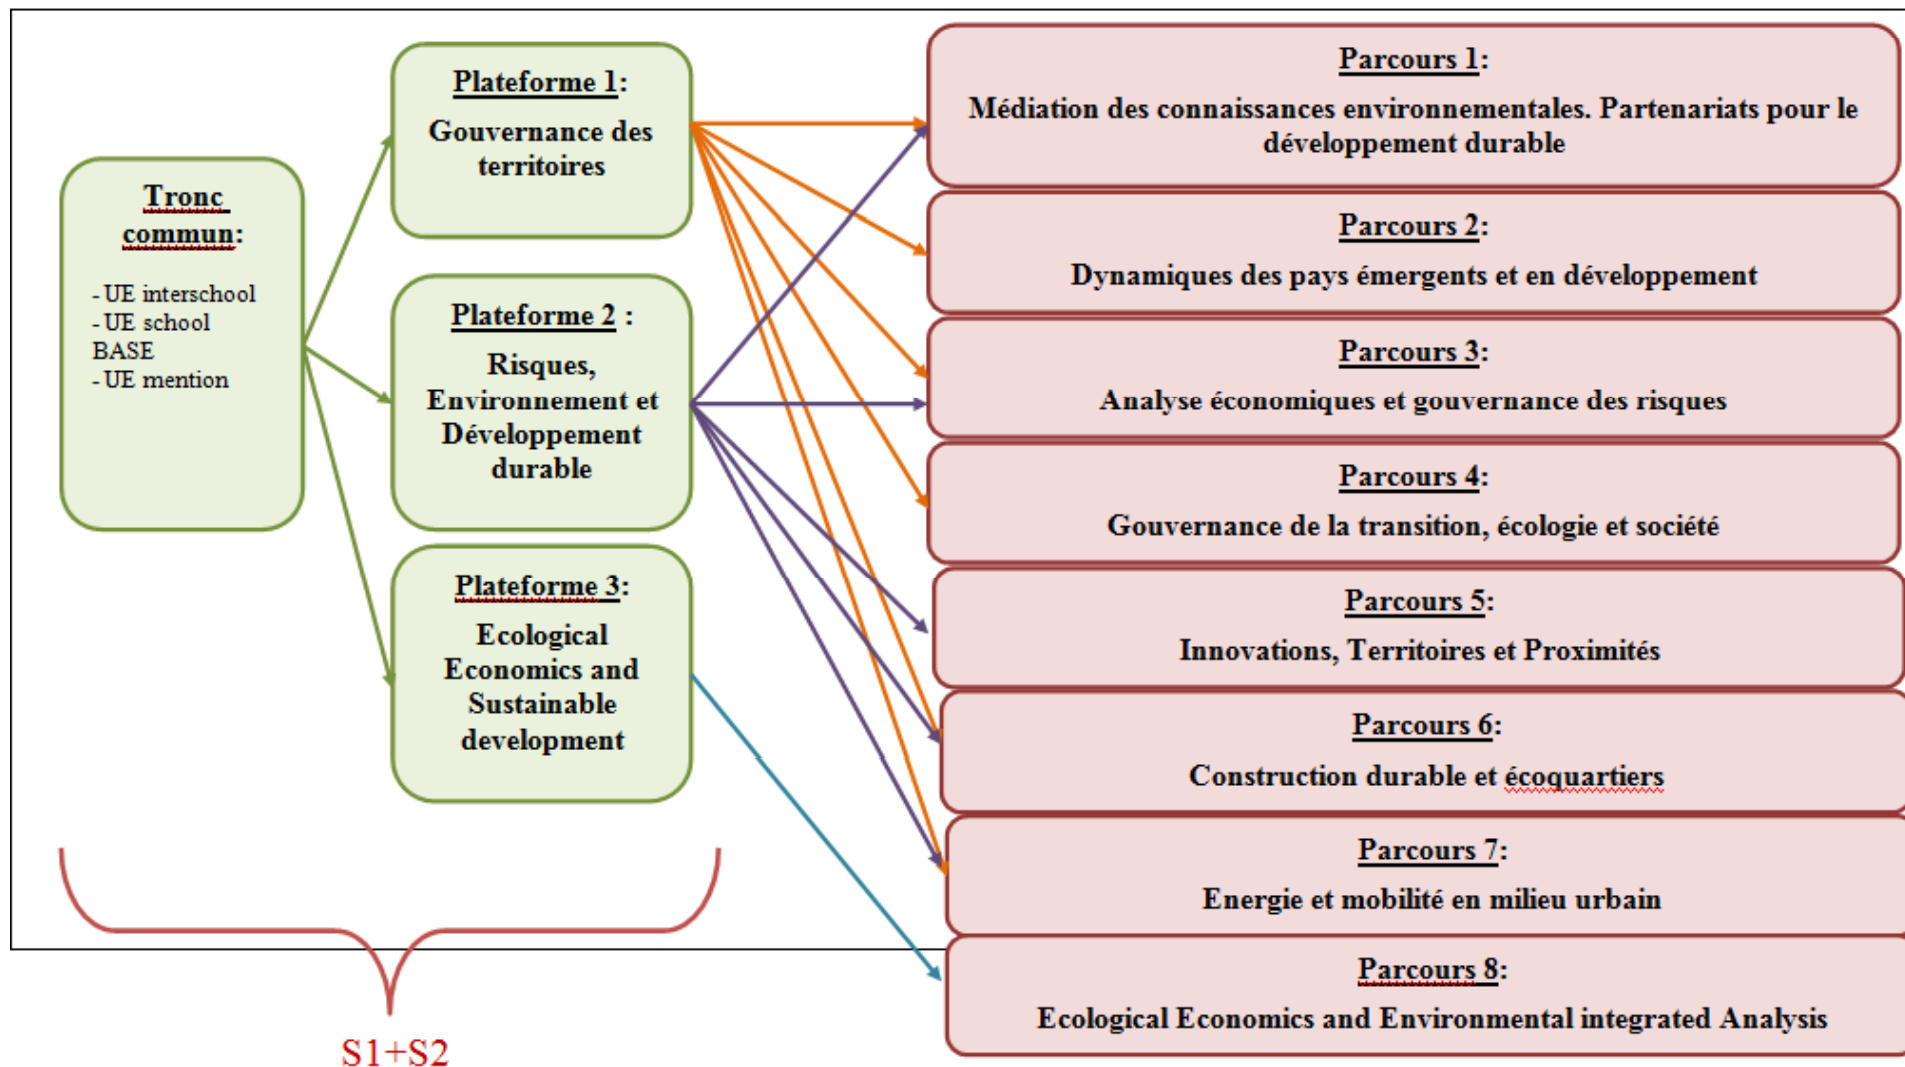 Tronc
commun:
- UE interschool
- UE school
BASE
- UE mention
Plateforme 1:
Gouvernance des
territoires
Plateforme 2 :
Risques,
Environnement et
Développement
durable
Plateforme 3:
Ecological
Economics and
Sustainable
development
S1+S2
Parcours 1:
Médiation des connaissances environnementales. Partenariats pour le
développement durable
Parcours 2:
Dynamiques des pays émergents et en développement
Parcours 3:
Analyse économiques et gouvernance des risques
Parcours 4:
Gouvernance de la transition, écologie et société
Parcours 5:
Innovations, Territoires et Proximités
Parcours 6:
Construction durable et écoquartiers
Parcours 7:
Energie et mobilité en milieu urbain
Parcours 8:
Ecological Economics and Environmental integrated Analysis